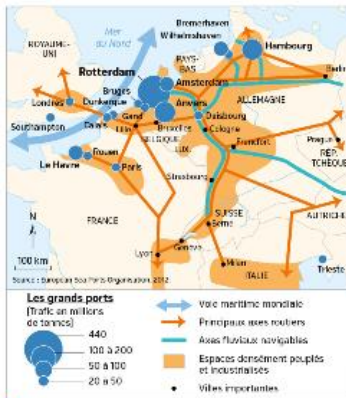 Mer
du Nord
Bremerhaven
Wilhelmshaven
Hambourg
ROYAUME-
UNI
PAYS-
BAS
Rotterdam
Amsterdam
Berlin
Bruges
Londres
Dunkerque
Anvers
ALLEMAGNE
Gand
Duisbourg
Southampton
Calais
Lille
Bruxelles
Cologne
BELGIQUE
LUX.
Rouen
Francfort
Prague
RÉP.
TCHÈQUE
Le Havre
Paris
Strasbourg
FRANCE
SUISSE
AUTRICHE
Berne
N
Genève
Lyon
Milan
100 km
ITALIE
Trieste
Source : European Sea Ports Organisation, 2012.
Les grands ports
(Trafic en millions
de tonnes)
440
100 à 200
50 à 100
20 à 50
Voie maritime mondiale
Principaux axes routiers
Axes fluviaux navigables
Espaces densément peuplés
et industrialisés
Villes importantes